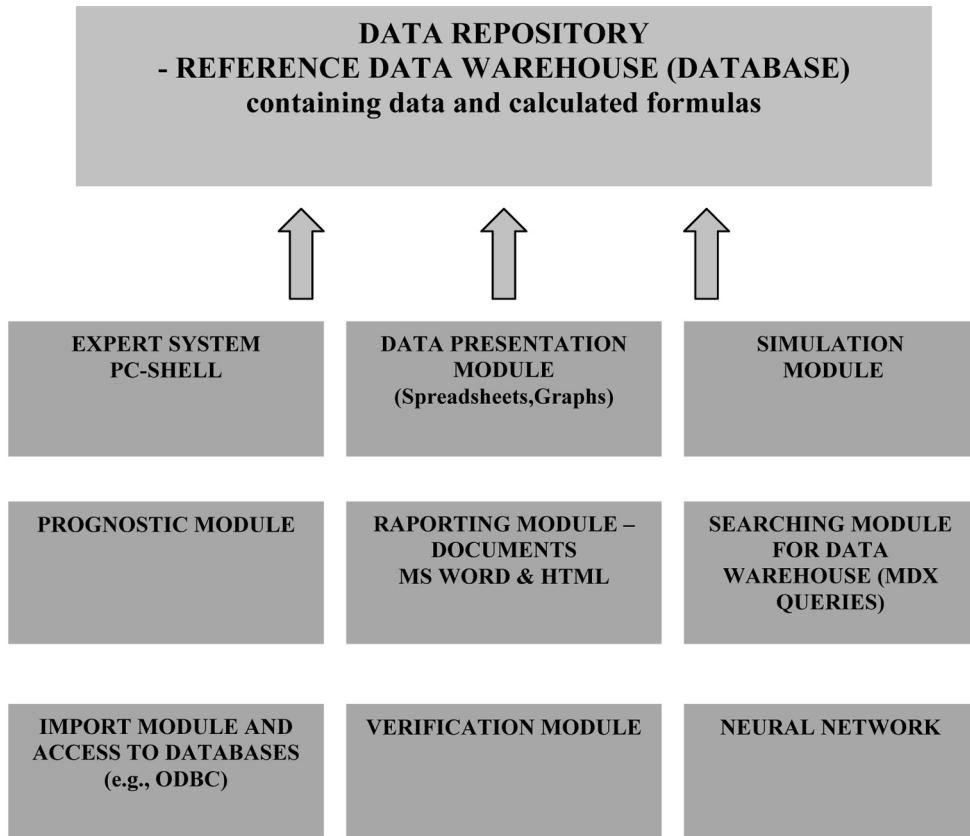 DATA REPOSITORY
- REFERENCE DATA WAREHOUSE (DATABASE)
containing data and calculated formulas
EXPERT SYSTEM
PC-SHELL
DATA PRESENTATION
MODULE
(Spreadsheets,Graphs)
SIMULATION
MODULE
PROGNOSTIC MODULE
RAPORTING MODULE –
DOCUMENTS
MS WORD & HTML
SEARCHING MODULE
FOR DATA
WAREHOUSE (MDX
QUERIES)
IMPORT MODULE AND
ACCESS TO DATABASES
(e.g., ODBC)
VERIFICATION MODULE
NEURAL NETWORK